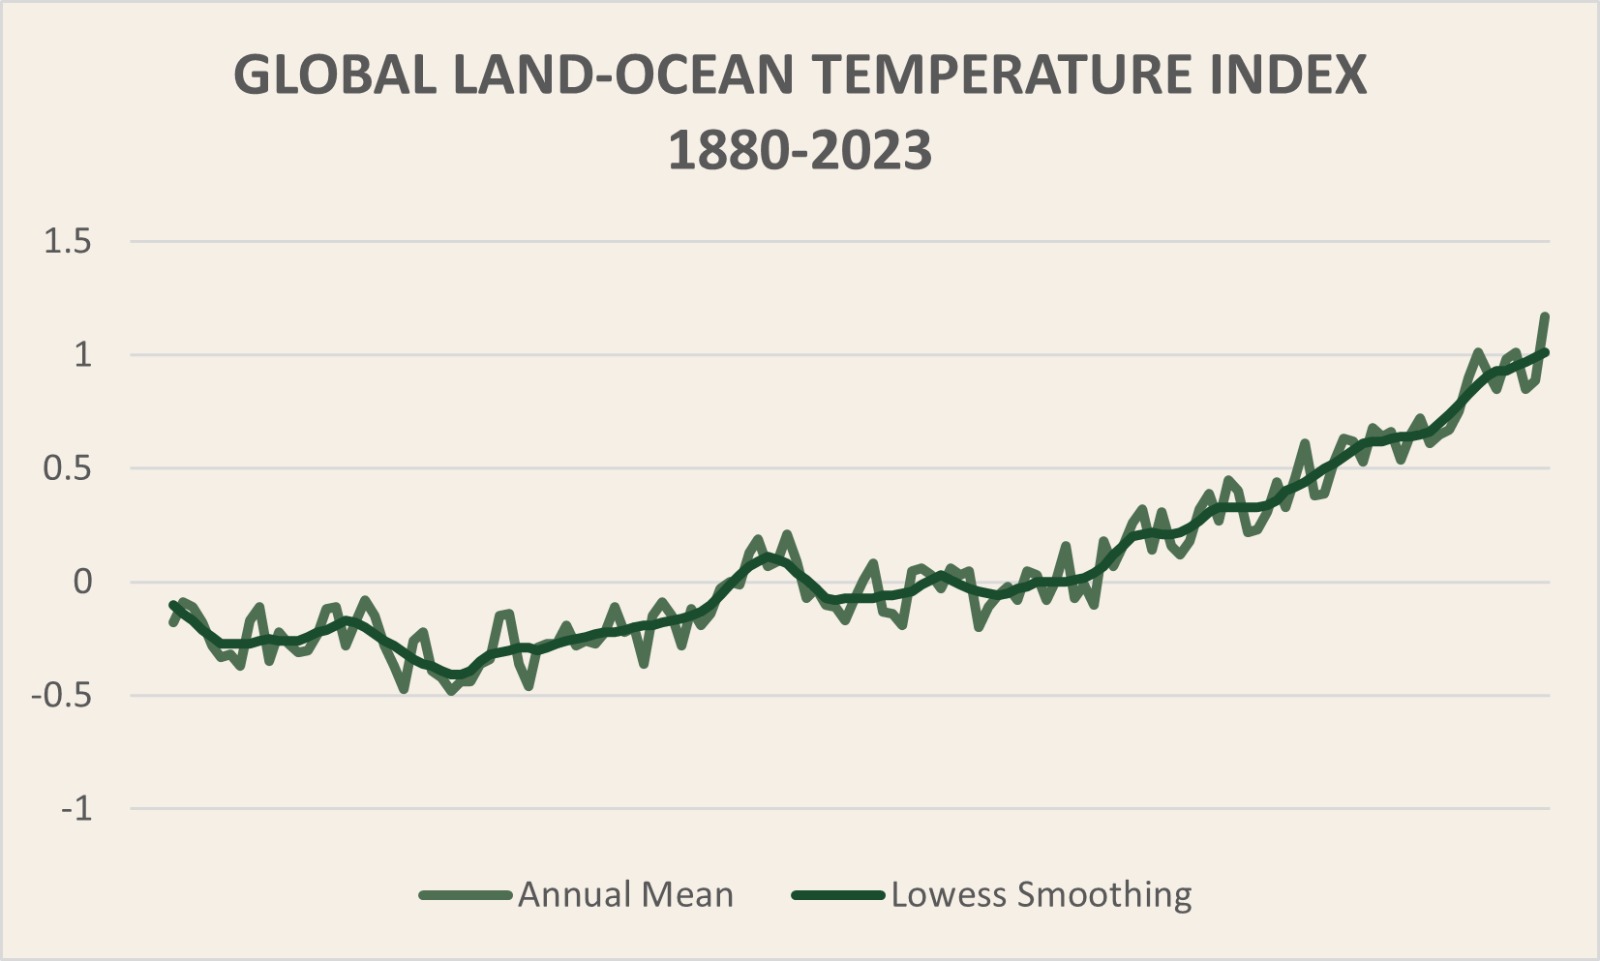 GLOBAL LAND-OCEAN TEMPERATURE INDEX
1880-2023
1.5
1
0.5
0
-0.5
-1
Annual Mean
Lowess Smoothing